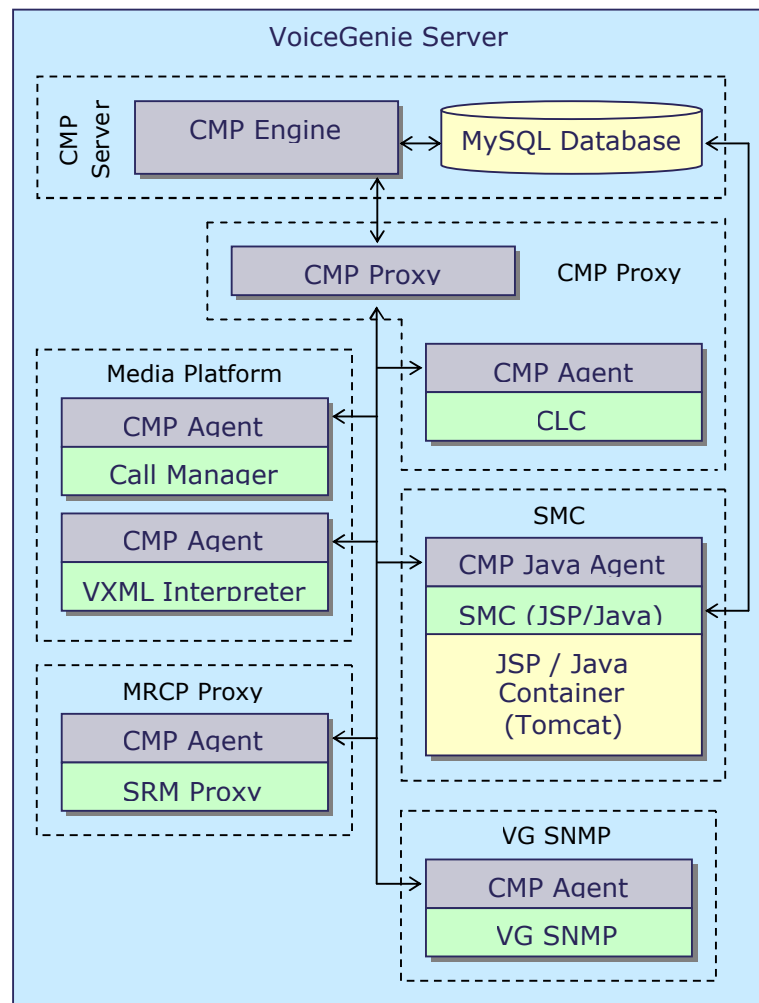 VoiceGenie Server
CMP
Server
CMP Engine
MySQL Database
CMP Proxy
CMP Proxy
CMP Agent
CLC
Media Platform
CMP Agent
Call Manager
CMP Agent
VXML Interpreter
SMC
CMP Java Agent
SMC (JSP/Java)
JSP / Java
Container
(Tomcat)
MRCP Proxy
CMP Agent
SRM Proxy
VG SNMP
CMP Agent
VG SNMP